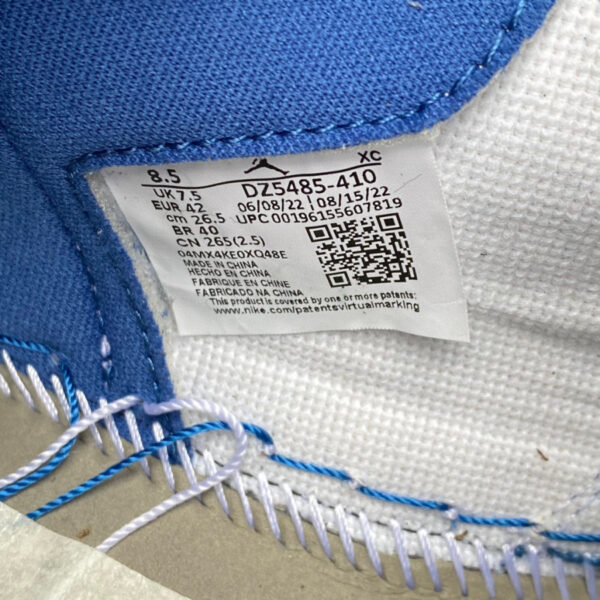 8.5 XC
UK 7.5 DZ5485-410
EUR 42 06/08/22 08/15/22
cm 26.5 UPC 00196155607819
BR 40
CN 265(2.5)
04MX4KE0XQ48E
MADE IN CHINA
HECHO EN CHINA
FABRIQUE EN CHINE
FABRICADO NA CHINA
This product is covered by one or more patents:
www.nike.com/patentsvirtualmarking